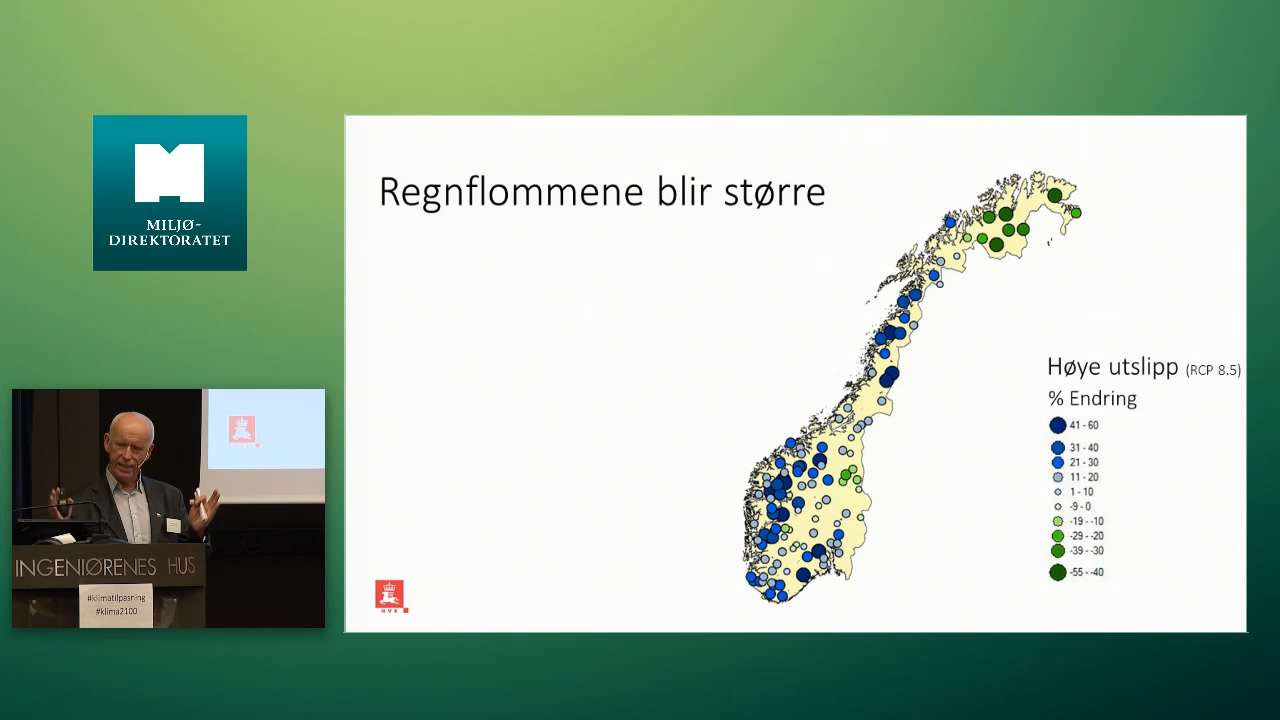 MILJØ-
DIREKTORATET
Regnflommene blir større
Høye utslipp (RCP 8.5)
% Endring
41 - 60
31 - 40
21 - 30
11 - 20
1 - 10
-9 - 0
-19 - -10
-29 - -20
-39 - -30
-55 - -40
NVE
INGENIØRENES HUS
#klimatilpasning
#klima2100